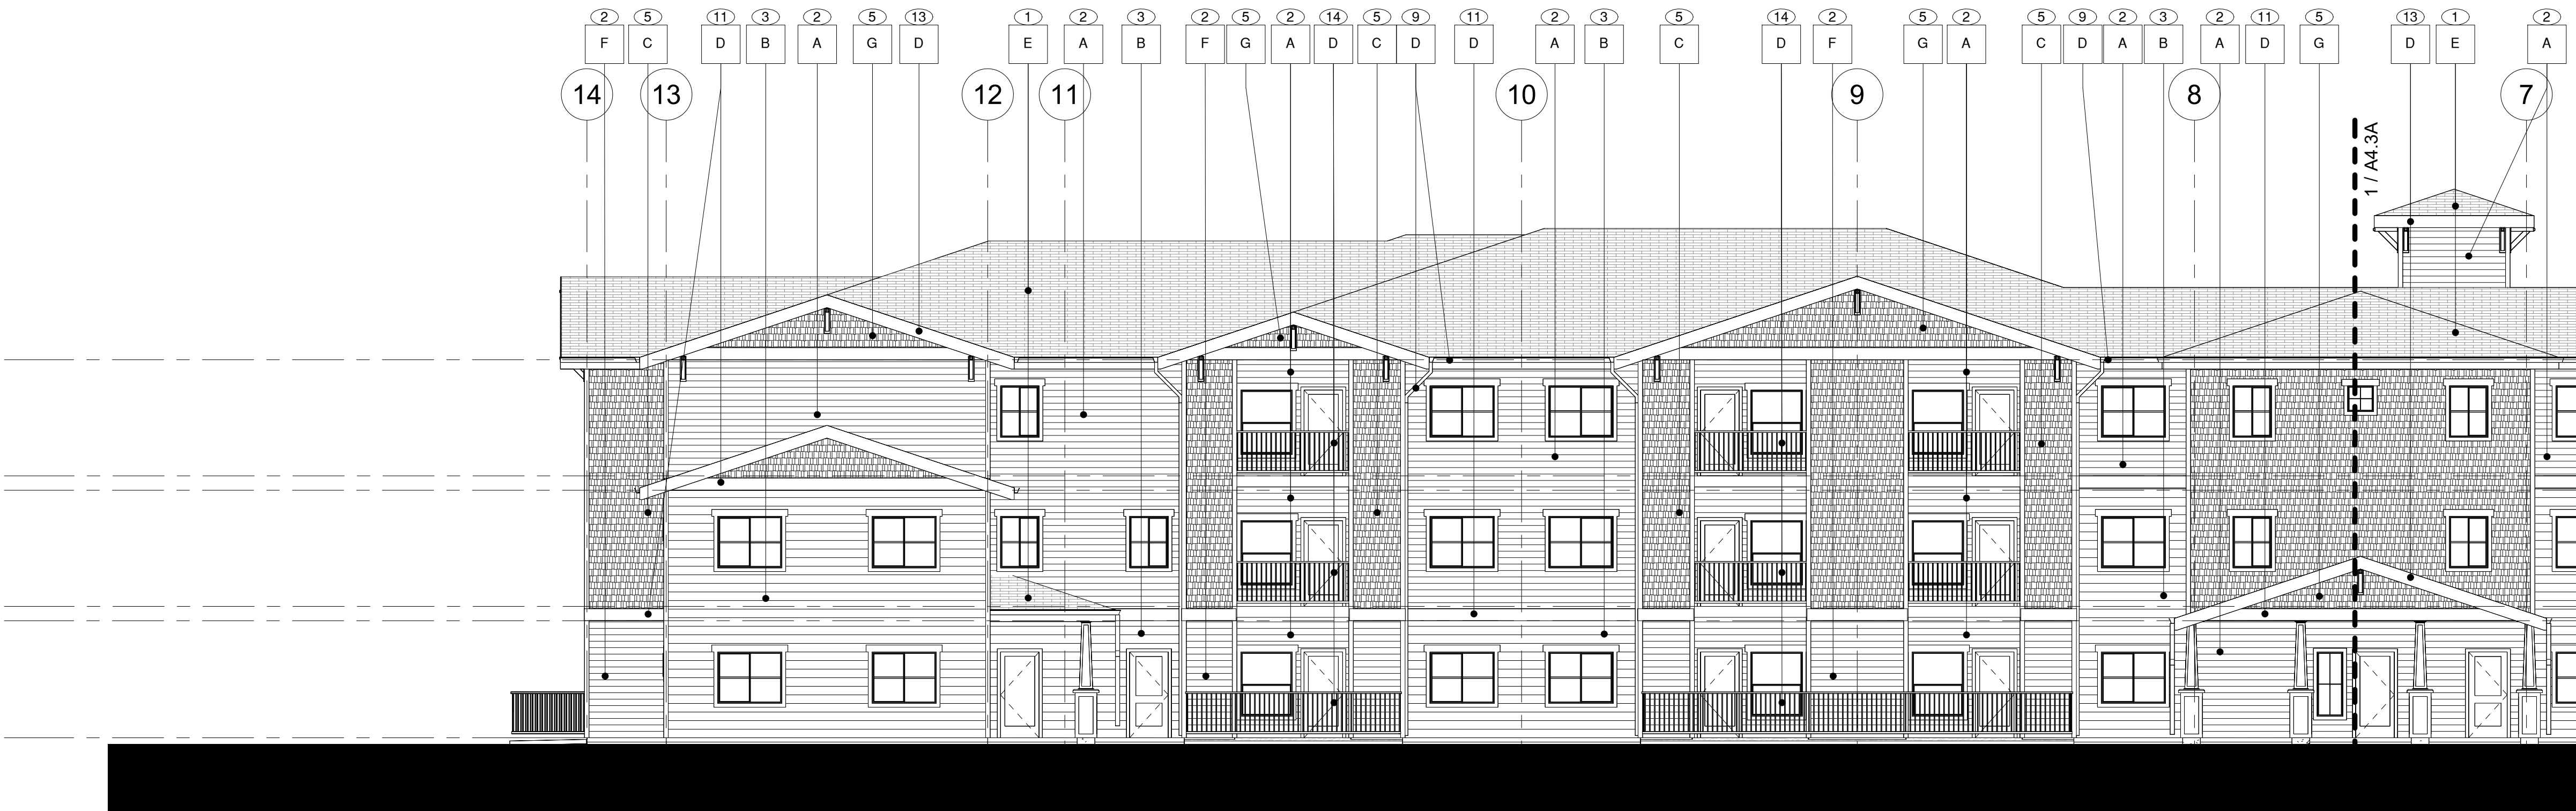 2 5 11 3 2 5 13 1 2 3 2 5 2 14 5 9 11 2 3 5 14 2 5 2 5 9 2 3 2 11 5 13 1 2
F C D B A G D E A B F G A D C D D A B C D F G A C D A B A D G D E A
14 13 12 11 10 9 8 7
1 / A4.3A